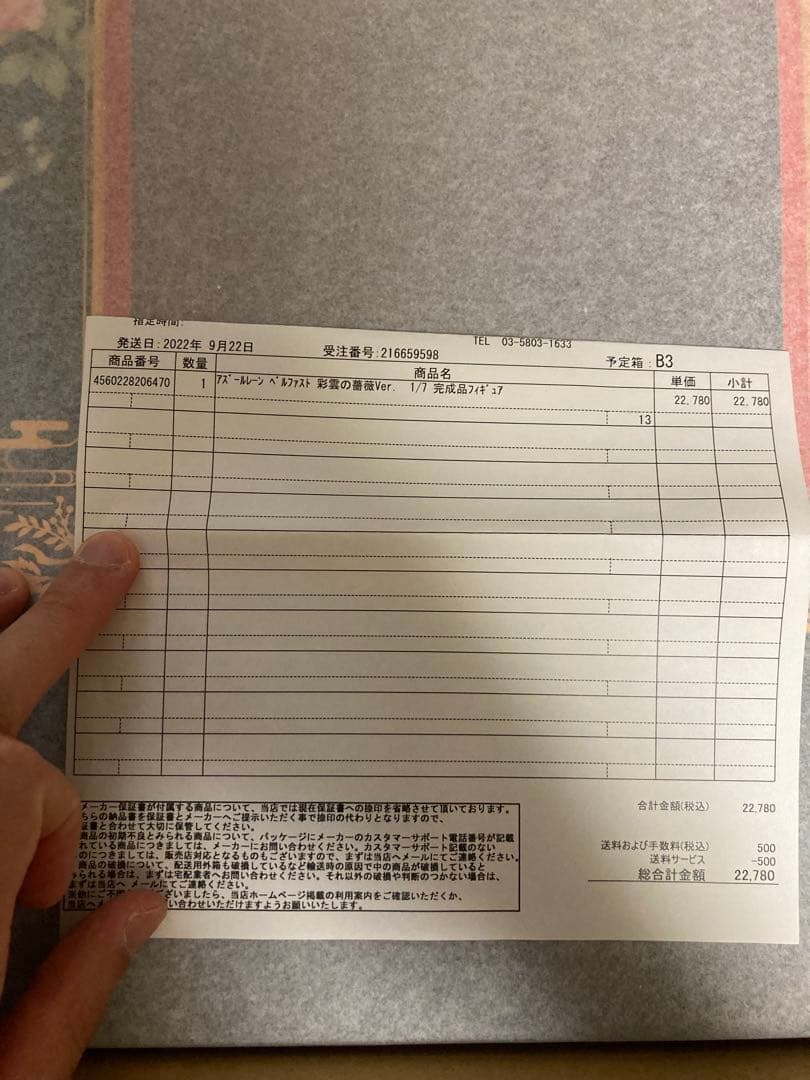 指定時間:
発送日:2022年 9月22日
受注番号:216659598
TEL 03-5803-1633
予定箱:B3
商品番号 数量 商品名 単価 小計
4560228206470 1 ｱｽﾞｰﾙﾚｰﾝ ﾍﾞﾙﾌｧｽﾄ 彩雲の薔薇Ver. 1/7 完成品ﾌｨｷﾞｭｱ 22,780 22,780
13
メーカー保証書が付属する商品について、当店では現在保証書への捺印を省略させて頂いております。
ちらの納品書を保証書とメーカーへご提示いただく事で捺印の代わりとなりますので、
証書と合わせて大切に保管してください。
商品の初期不良とみられる商品について、パッケージにメーカーのカスタマーサポート電話番号が記載
れている商品につきましては、メーカーにお問い合わせください。カスタマーサポート記載のない
のにつきましては、販売店対応となるものもございますので、まずは当店へメールにてご連絡ください。
商品の破損について、配送用外箱も破損しているなど輸送時の原因で中の商品が破損していると
られる場合は、まずは宅配業者へお問い合わせください。それ以外の破損や判断のつかない場合は、
まずは当店へ メールにてご連絡ください。
他にご不 ございましたら、当店ホームページ掲載の利用案内をご確認いただくか、
当店へメ い合わせいただけますようお願いいたします。
合計金額(税込) 22,780
送料および手数料(税込) 500
送料サービス -500
総合計金額 22,780